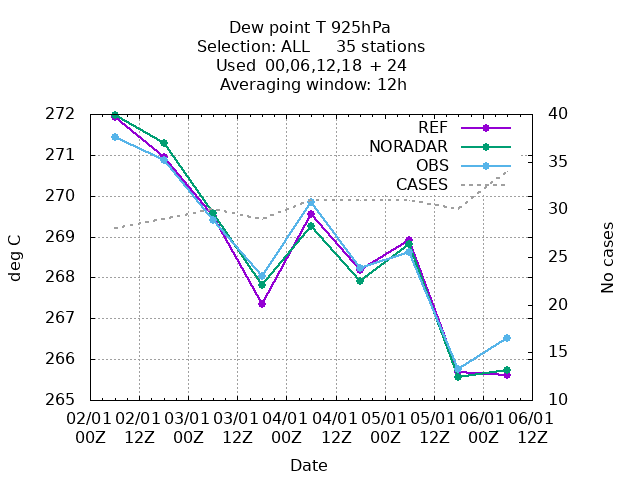 Dew point T 925hPa
Selection: ALL     35 stations
Used  00,06,12,18 + 24
Averaging window: 12h
272
271
270
269
268
267
266
265
deg C
REF
NORADAR
OBS
CASES
40
35
30
25
20
15
10
No cases
02/01 02/01 03/01 03/01 04/01 04/01 05/01 05/01 06/01 06/01
00Z 12Z 00Z 12Z 00Z 12Z 00Z 12Z 00Z 12Z
Date